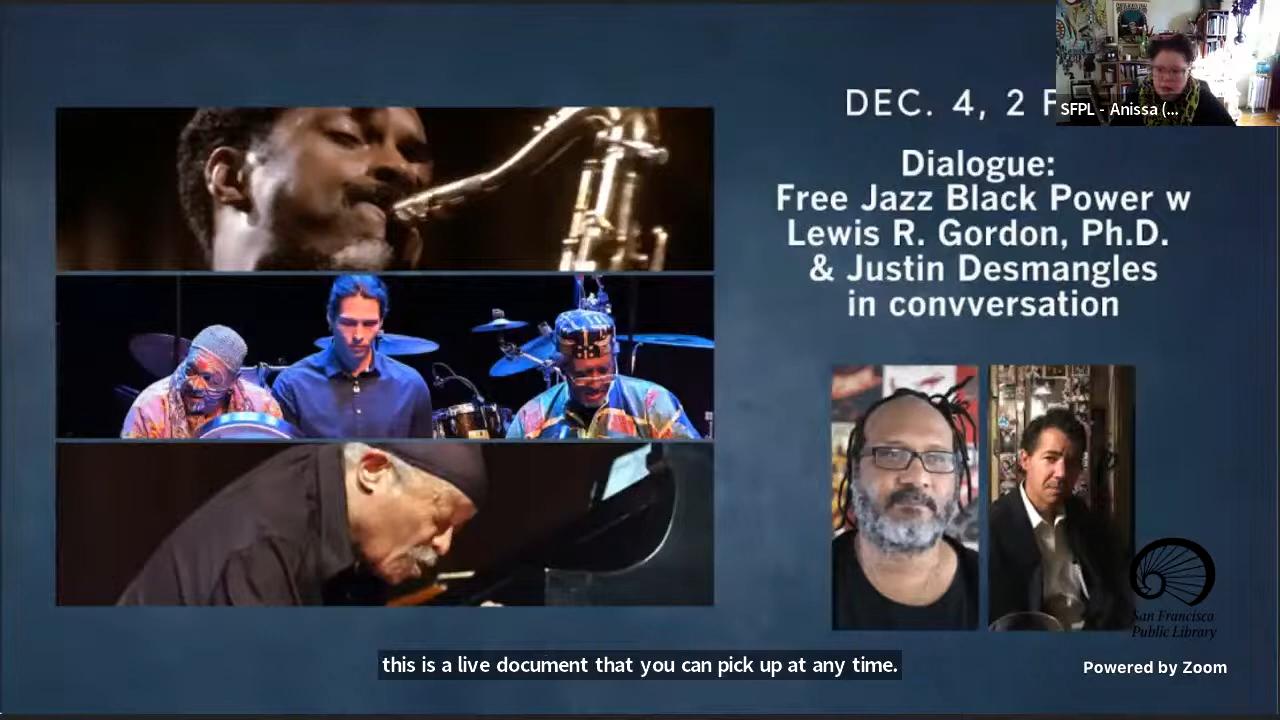 DEC. 4, 2
SFPL - Anissa (...
Dialogue:
Free Jazz Black Power w
Lewis R. Gordon, Ph.D.
& Justin Desmangles
in convversation
San Francisco
Public Library
this is a live document that you can pick up at any time.
Powered by Zoom